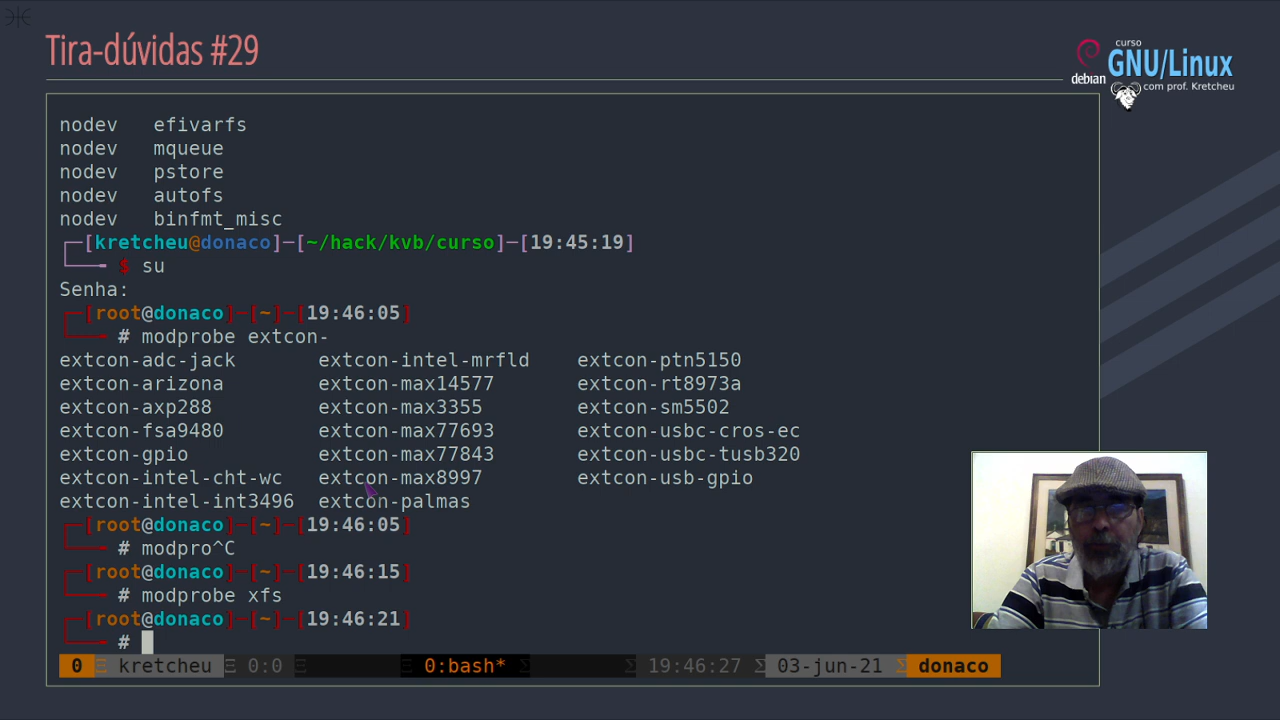 Tira-dúvidas #29
curso
GNU/Linux
debian
com prof. Kretcheu
nodev efivarfs
nodev mqueue
nodev pstore
nodev autofs
nodev binfmt_misc
┌─[kretcheu@donaco]─[~/hack/kvb/curso]─[19:45:19]
└──╼ $ su
Senha:
┌─[root@donaco]─[~]─[19:46:05]
└──╼ # modprobe extcon-
extcon-adc-jack extcon-intel-mrfld extcon-ptn5150
extcon-arizona extcon-max14577 extcon-rt8973a
extcon-axp288 extcon-max3355 extcon-sm5502
extcon-fsa9480 extcon-max77693 extcon-usbc-cros-ec
extcon-gpio extcon-max77843 extcon-usbc-tusb320
extcon-intel-cht-wc extcon-max8997 extcon-usb-gpio
extcon-intel-int3496 extcon-palmas
┌─[root@donaco]─[~]─[19:46:05]
└──╼ # modpro^C
┌─[root@donaco]─[~]─[19:46:15]
└──╼ # modprobe xfs
┌─[root@donaco]─[~]─[19:46:21]
└──╼ #
0 Ξ kretcheu Ξ 0:0 Ξ 0:bash* Σ Σ 19:46:27 Σ 03-jun-21 Σ donaco